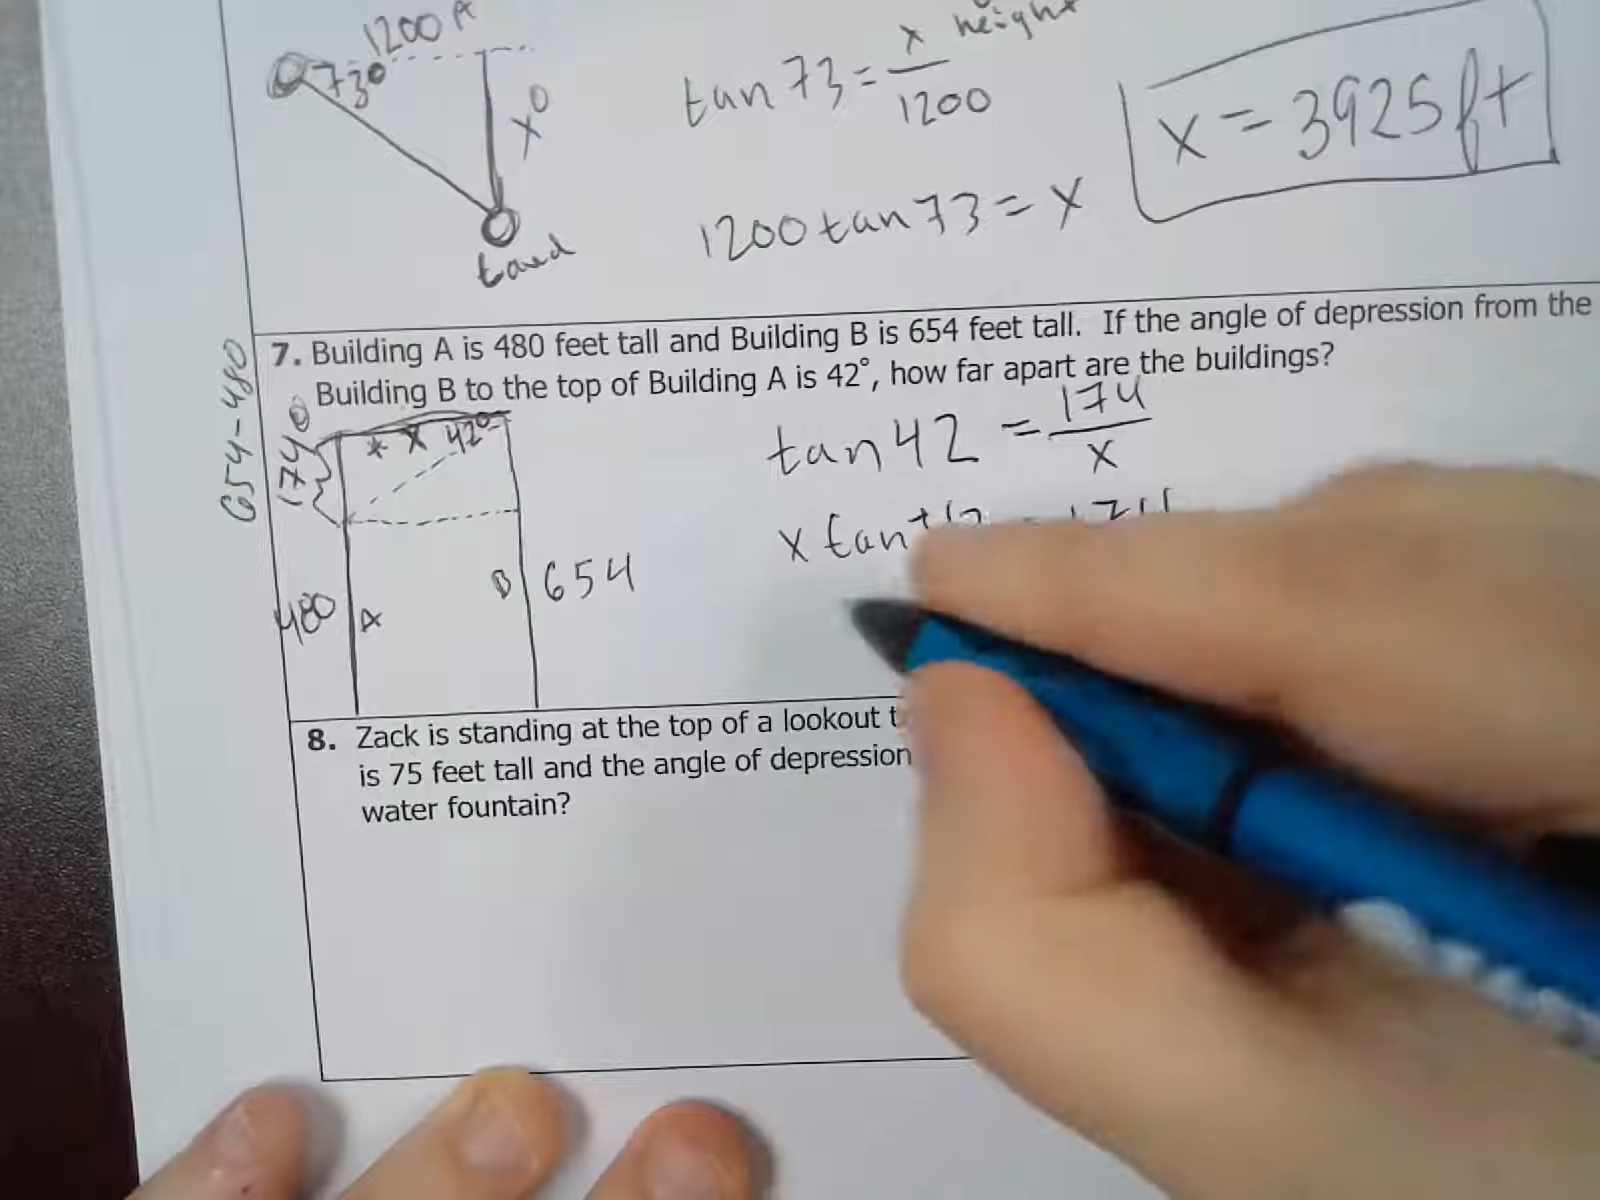 1200 ft
73°
x°
tower
tan 73 = x/1200
height
1200 tan 73 = x
x = 3925 ft
7. Building A is 480 feet tall and Building B is 654 feet tall. If the angle of depression from the
Building B to the top of Building A is 42°, how far apart are the buildings?
654-480
174
x 42°
480
A
B
654
tan 42 = 174/x
x tan
8. Zack is standing at the top of a lookout
is 75 feet tall and the angle of depression
water fountain?